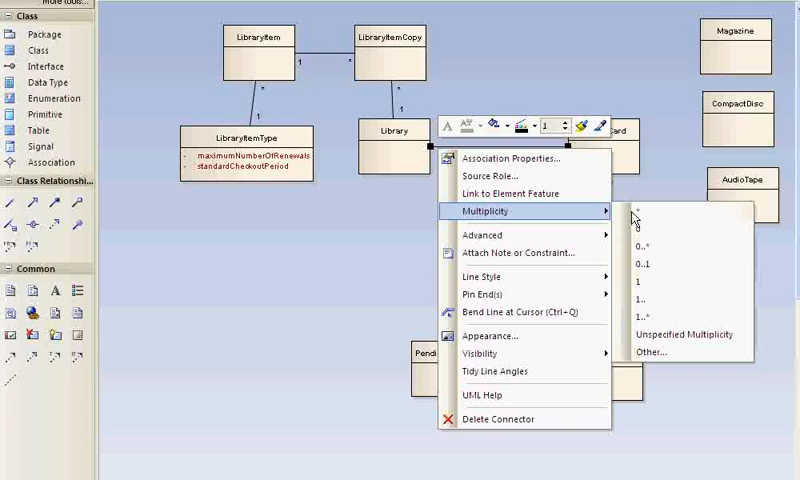 More tools...
Class
Package
Class
Interface
Data Type
Enumeration
Primitive
Table
Signal
Association
Class Relationshi...
Common
LibraryItem
1
*
LibraryItemCopy
*
1
*
1
LibraryItemType
- maximumNumberOfRenewals
- standardCheckoutPeriod
Library
Card
Magazine
CompactDisc
AudioTape
Pendi
1
Association Properties...
Source Role...
Link to Element Feature
Multiplicity
Advanced
Attach Note or Constraint...
Line Style
Pin End(s)
Bend Line at Cursor (Ctrl+Q)
Appearance...
Visibility
Tidy Line Angles
UML Help
Delete Connector
*
0
0..*
0..1
1
1..
1..*
Unspecified Multiplicity
Other...